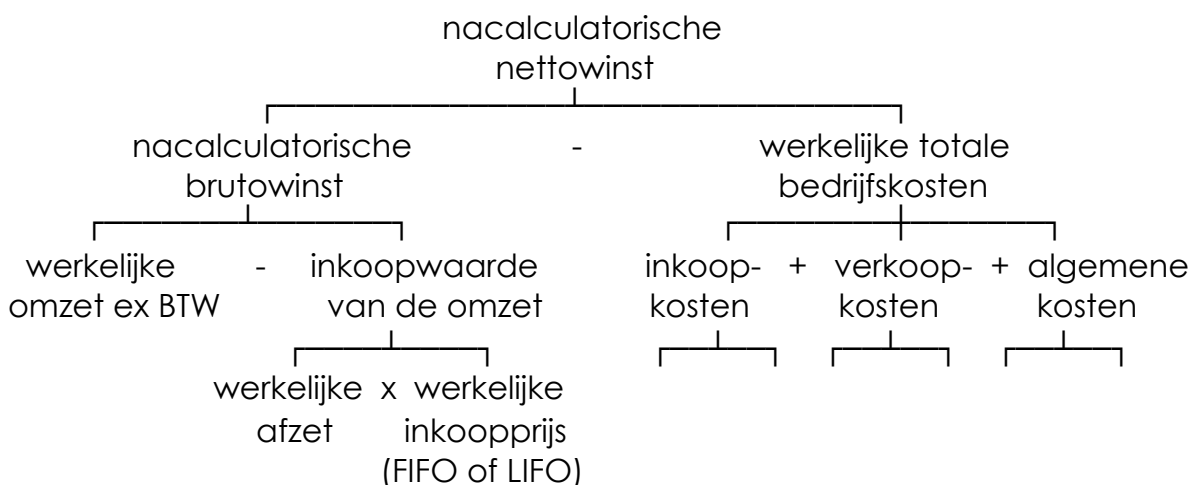 nacalculatorische
nettowinst
nacalculatorische - werkelijke totale
brutowinst bedrijfskosten
werkelijke - inkoopwaarde inkoop- + verkoop- + algemene
omzet ex BTW van de omzet kosten kosten kosten
werkelijke x werkelijke
afzet inkoopprijs
(FIFO of LIFO)